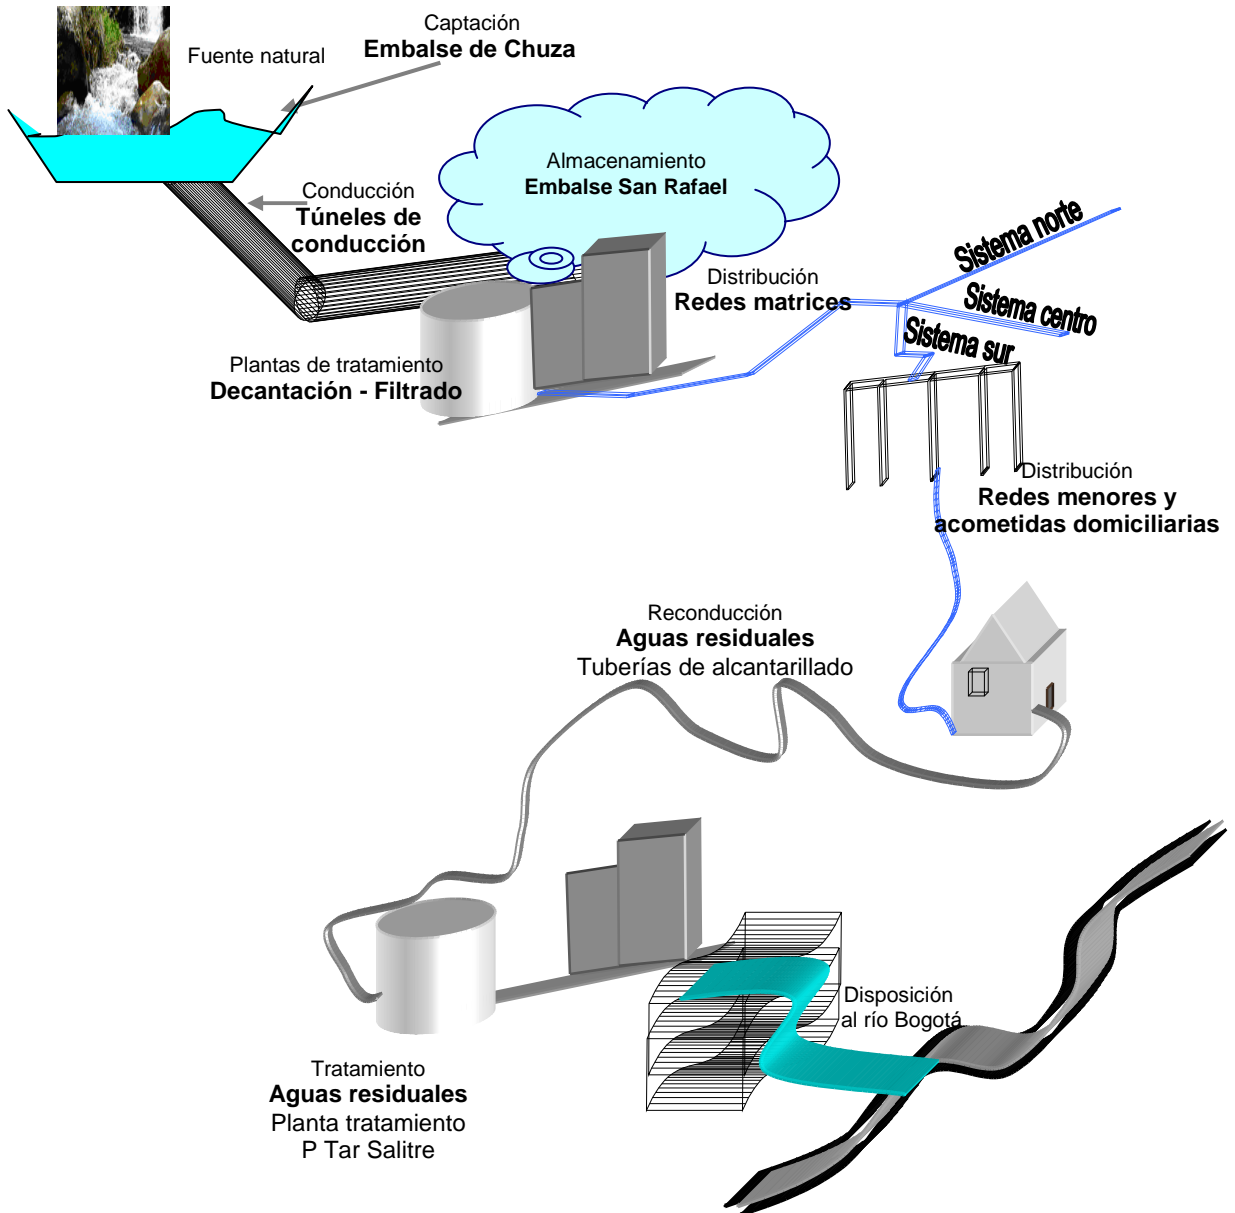 Captación
Embalse de Chuza
Fuente natural
Almacenamiento
Embalse San Rafael
Conducción
Túneles de
conducción
Distribución
Redes matrices
Sistema norte
Sistema centro
Sistema sur
Plantas de tratamiento
Decantación - Filtrado
Distribución
Redes menores y
acometidas domiciliarias
Reconducción
Aguas residuales
Tuberías de alcantarillado
Disposición
al río Bogotá
Tratamiento
Aguas residuales
Planta tratamiento
P Tar Salitre